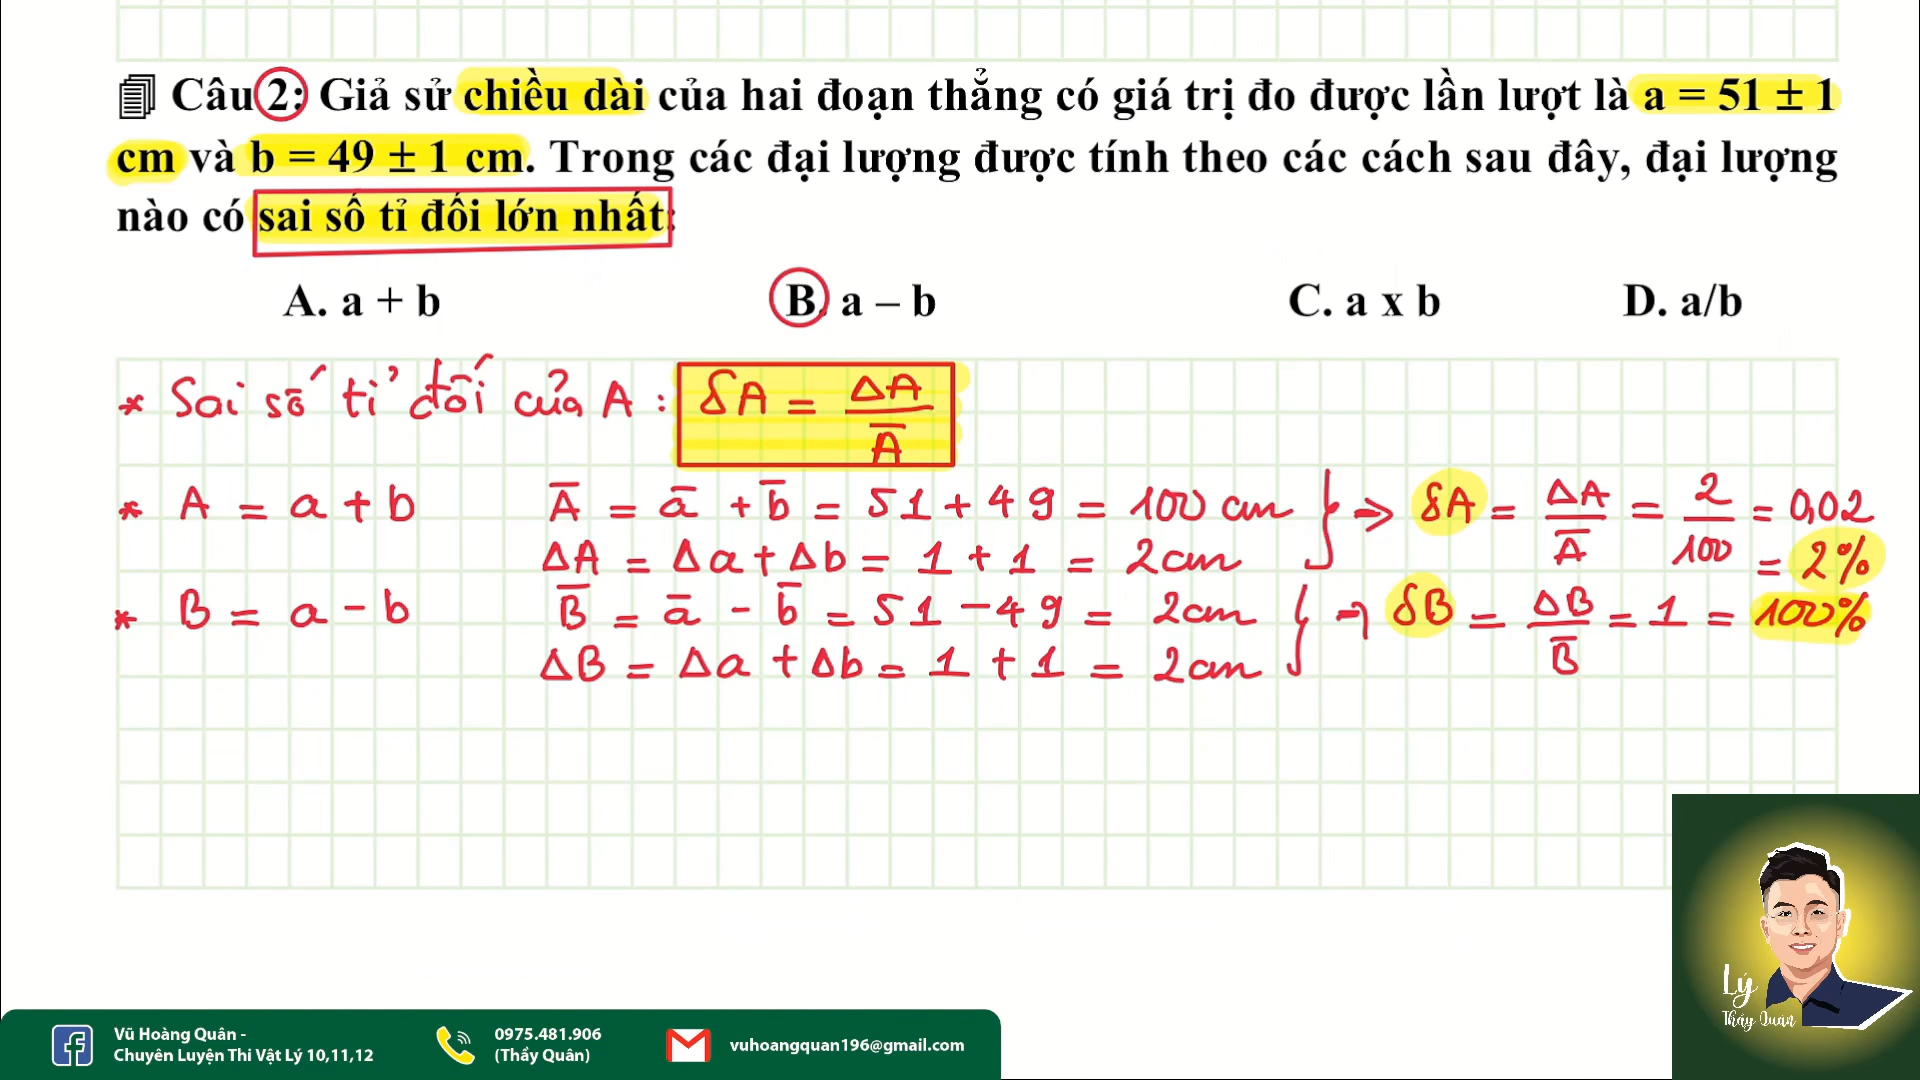 Câu 2: Giả sử chiều dài của hai đoạn thẳng có giá trị đo được lần lượt là a = 51 ± 1
cm và b = 49 ± 1 cm. Trong các đại lượng được tính theo các cách sau đây, đại lượng
nào có sai số tỉ đối lớn nhất:
A. a + b B. a – b C. a x b D. a/b
* Sai số tỉ đối của A : δA = ΔA/A̅
* A = a + b A̅ = a̅ + b̅ = 51 + 49 = 100 cm } => δA = ΔA/A̅ = 2/100 = 0,02
ΔA = Δa + Δb = 1 + 1 = 2cm = 2%
* B = a - b B̅ = a̅ - b̅ = 51 - 49 = 2cm } => δB = ΔB/B̅ = 1 = 100%
ΔB = Δa + Δb = 1 + 1 = 2cm
Lý
Thầy Quân
Vũ Hoàng Quân -
Chuyên Luyện Thi Vật Lý 10,11,12
0975.481.906
(Thầy Quân)
vuhoangquan196@gmail.com